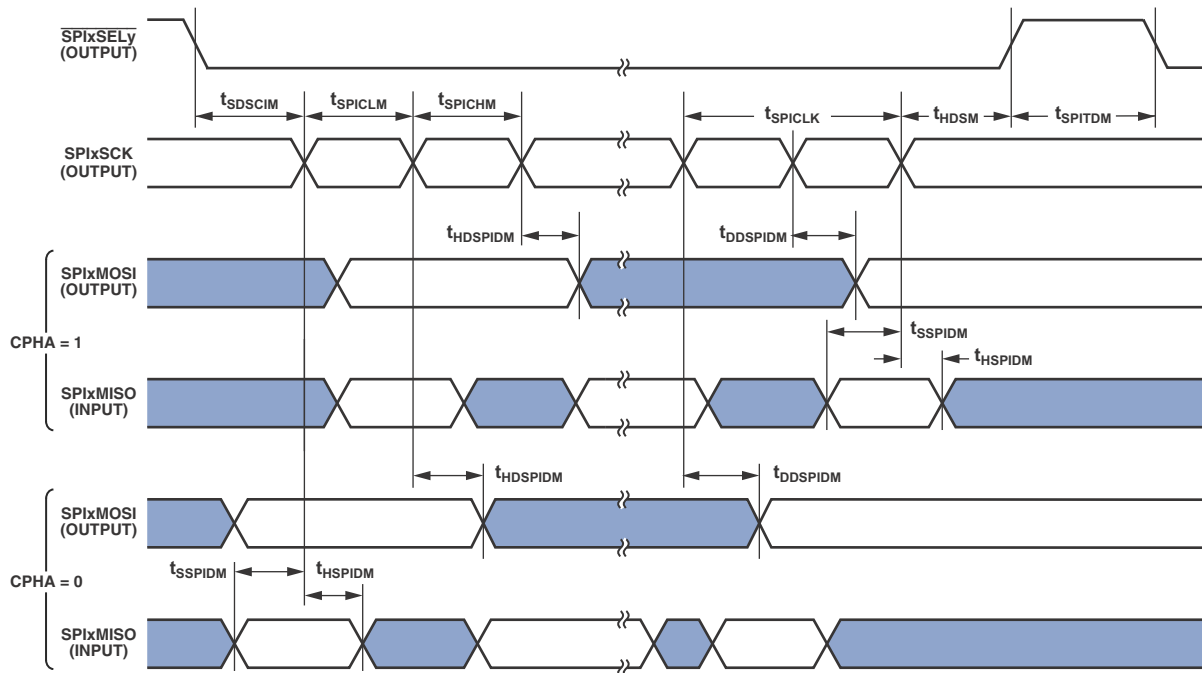 SPIxSELy
(OUTPUT)
tSDSCIM tSPICLM tSPICHM tSPICLK tHDSM tSPITDM
SPIxSCK
(OUTPUT)
tHDSPIDM tDDSPIDM
SPIxMOSI
(OUTPUT)
tSSPIDM
CPHA = 1
tHSPIDM
SPIxMISO
(INPUT)
tHDSPIDM tDDSPIDM
SPIxMOSI
(OUTPUT)
tSSPIDM tHSPIDM
CPHA = 0
SPIxMISO
(INPUT)